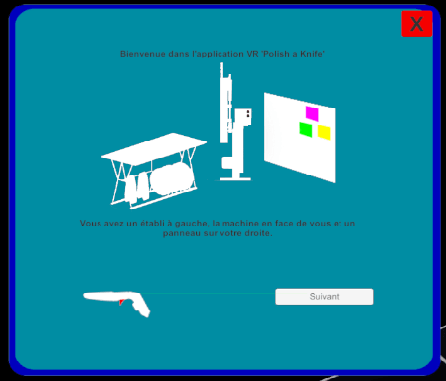 X
Bienvenue dans l'application VR 'Polish a Knife'
Vous avez un établi à gauche, la machine en face de vous et un
panneau sur votre droite.
Suivant